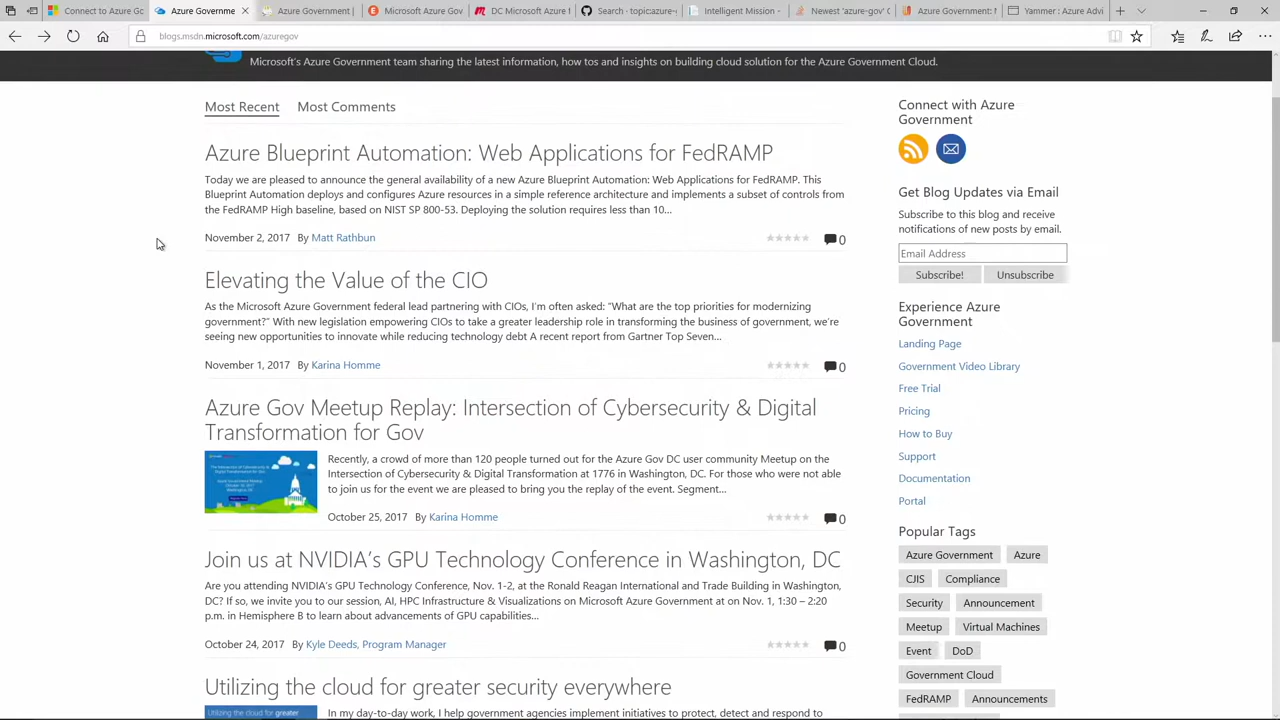 Connect to Azure Gc
Azure Government
Azure Government
Microsoft Azure Gov
DC Microsoft Azure
Search · topic:azure-
Intelligent Mission -
Newest 'azure-gov'
Azure Government: M
Yammer : Azure Advi
blogs.msdn.microsoft.com/azuregov
Microsoft's Azure Government team sharing the latest information, how tos and insights on building cloud solution for the Azure Government Cloud.
Most Recent Most Comments
Azure Blueprint Automation: Web Applications for FedRAMP
Today we are pleased to announce the general availability of a new Azure Blueprint Automation: Web Applications for FedRAMP. This
Blueprint Automation deploys and configures Azure resources in a simple reference architecture and implements a subset of controls from
the FedRAMP High baseline, based on NIST SP 800-53. Deploying the solution requires less than 10...
November 2, 2017 By Matt Rathbun 0
Elevating the Value of the CIO
As the Microsoft Azure Government federal lead partnering with CIOs, I'm often asked: "What are the top priorities for modernizing
government?" With new legislation empowering CIOs to take a greater leadership role in transforming the business of government, we're
seeing new opportunities to innovate while reducing technology debt A recent report from Gartner Top Seven...
November 1, 2017 By Karina Homme 0
Azure Gov Meetup Replay: Intersection of Cybersecurity & Digital
Transformation for Gov
Recently, a crowd of more than 120 people turned out for the Azure Gov DC user community Meetup on the
Intersection of Cybersecurity & Digital Transformation at 1776 in Washington, DC. For those who were not able
to join us for the event we are pleased to bring you the replay of the event. Segment...
October 25, 2017 By Karina Homme 0
Join us at NVIDIA's GPU Technology Conference in Washington, DC
Are you attending NVIDIA's GPU Technology Conference, Nov. 1-2, at the Ronald Reagan International and Trade Building in Washington,
DC? If so, we invite you to our session, AI, HPC Infrastructure & Visualizations on Microsoft Azure Government at on Nov. 1, 1:30 – 2:20
p.m. in Hemisphere B to learn about advancements of GPU capabilities...
October 24, 2017 By Kyle Deeds, Program Manager 0
Utilizing the cloud for greater security everywhere
Utilizing the cloud for greater
In my day-to-day work, I help government agencies implement initiatives to protect, detect and respond to
Connect with Azure
Government
Get Blog Updates via Email
Subscribe to this blog and receive
notifications of new posts by email.
Email Address
Subscribe! Unsubscribe
Experience Azure
Government
Landing Page
Government Video Library
Free Trial
Pricing
How to Buy
Support
Documentation
Portal
Popular Tags
Azure Government Azure
CJIS Compliance
Security Announcement
Meetup Virtual Machines
Event DoD
Government Cloud
FedRAMP Announcements